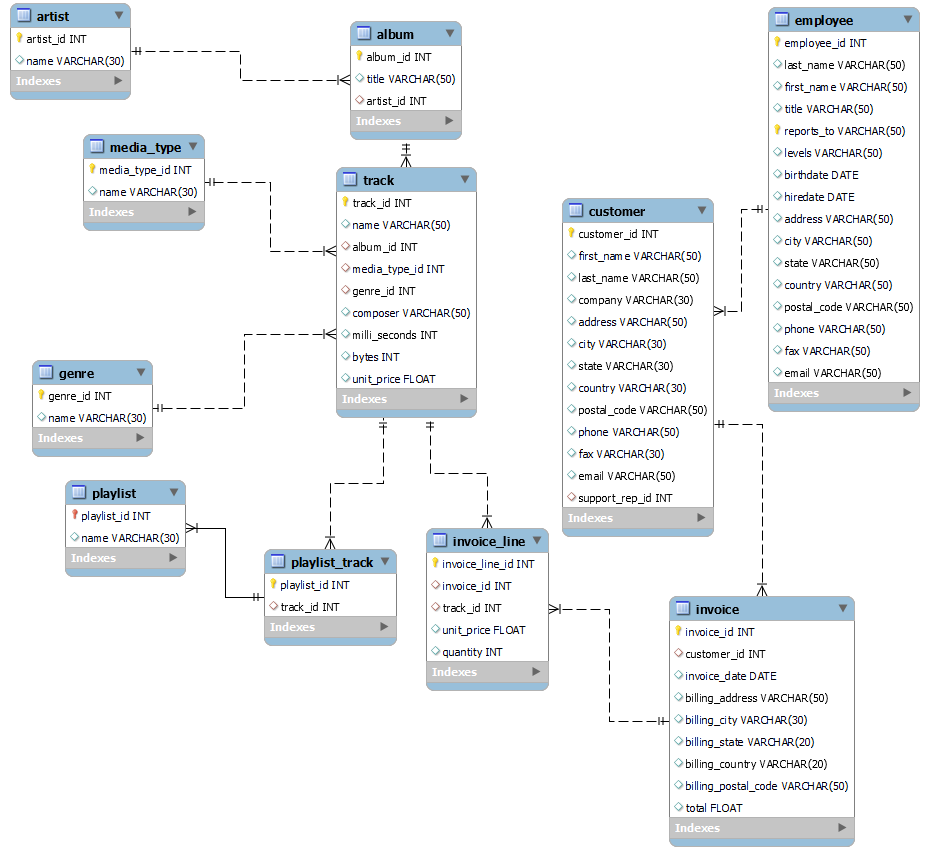 artist
artist_id INT
name VARCHAR(30)
Indexes
album
album_id INT
title VARCHAR(50)
artist_id INT
Indexes
employee
employee_id INT
last_name VARCHAR(50)
first_name VARCHAR(50)
title VARCHAR(50)
reports_to VARCHAR(50)
levels VARCHAR(50)
birthdate DATE
hiredate DATE
address VARCHAR(50)
city VARCHAR(50)
state VARCHAR(50)
country VARCHAR(50)
postal_code VARCHAR(50)
phone VARCHAR(50)
fax VARCHAR(50)
email VARCHAR(50)
Indexes
media_type
media_type_id INT
name VARCHAR(30)
Indexes
track
track_id INT
name VARCHAR(50)
album_id INT
media_type_id INT
genre_id INT
composer VARCHAR(50)
milli_seconds INT
bytes INT
unit_price FLOAT
Indexes
customer
customer_id INT
first_name VARCHAR(50)
last_name VARCHAR(50)
company VARCHAR(30)
address VARCHAR(50)
city VARCHAR(30)
state VARCHAR(30)
country VARCHAR(30)
postal_code VARCHAR(50)
phone VARCHAR(50)
fax VARCHAR(30)
email VARCHAR(50)
support_rep_id INT
Indexes
genre
genre_id INT
name VARCHAR(30)
Indexes
playlist
playlist_id INT
name VARCHAR(30)
Indexes
playlist_track
playlist_id INT
track_id INT
Indexes
invoice_line
invoice_line_id INT
invoice_id INT
track_id INT
unit_price FLOAT
quantity INT
Indexes
invoice
invoice_id INT
customer_id INT
invoice_date DATE
billing_address VARCHAR(50)
billing_city VARCHAR(30)
billing_state VARCHAR(20)
billing_country VARCHAR(20)
billing_postal_code VARCHAR(50)
total FLOAT
Indexes